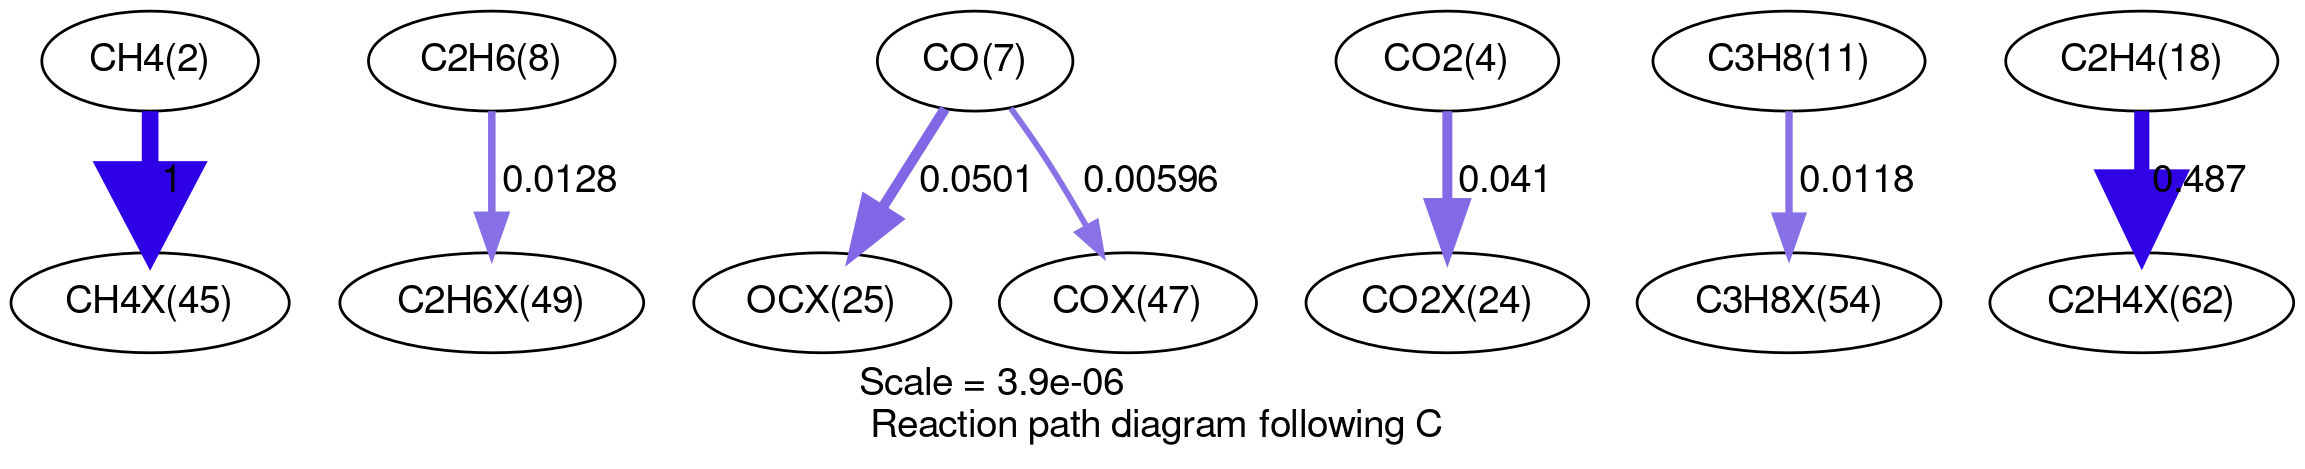 CH4(2) C2H6(8) CO(7) CO2(4) C3H8(11) C2H4(18)
1 0.0128 0.0501 0.00596 0.041 0.0118 0.487
CH4X(45) C2H6X(49) OCX(25) COX(47) CO2X(24) C3H8X(54) C2H4X(62)
Scale = 3.9e-06
Reaction path diagram following C